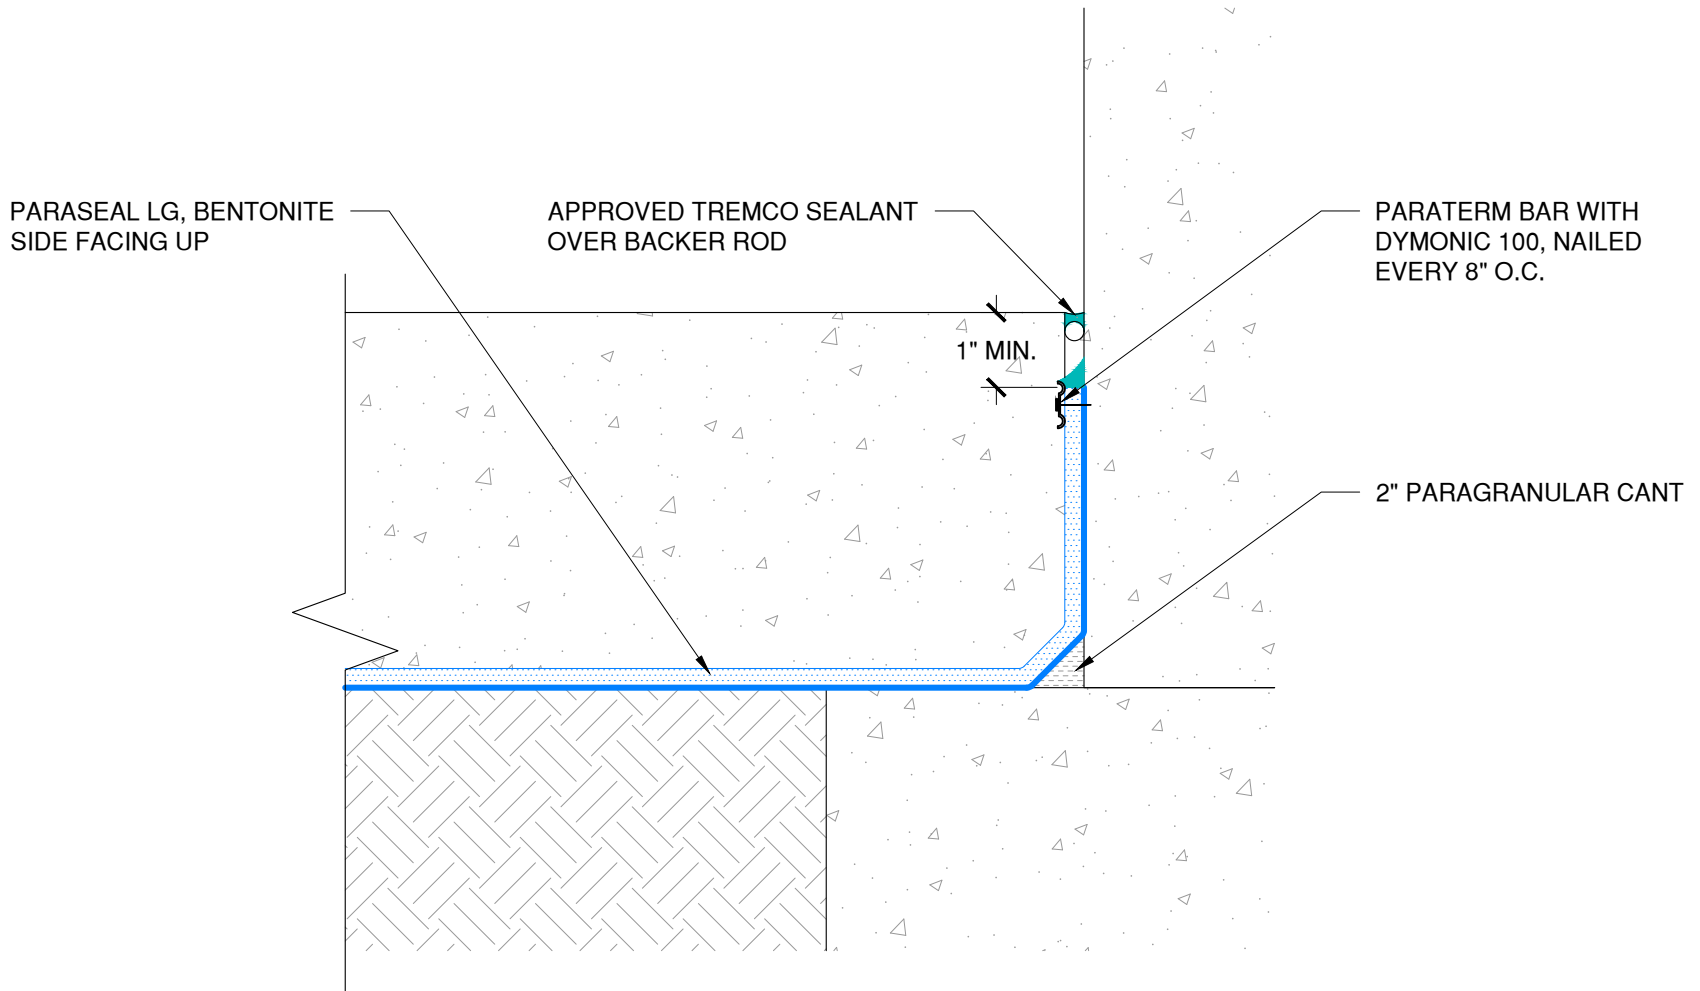 PARASEAL LG, BENTONITE
SIDE FACING UP
APPROVED TREMCO SEALANT
OVER BACKER ROD
PARATERM BAR WITH
DYMONIC 100, NAILED
EVERY 8" O.C.
1" MIN.
2" PARAGRANULAR CANT